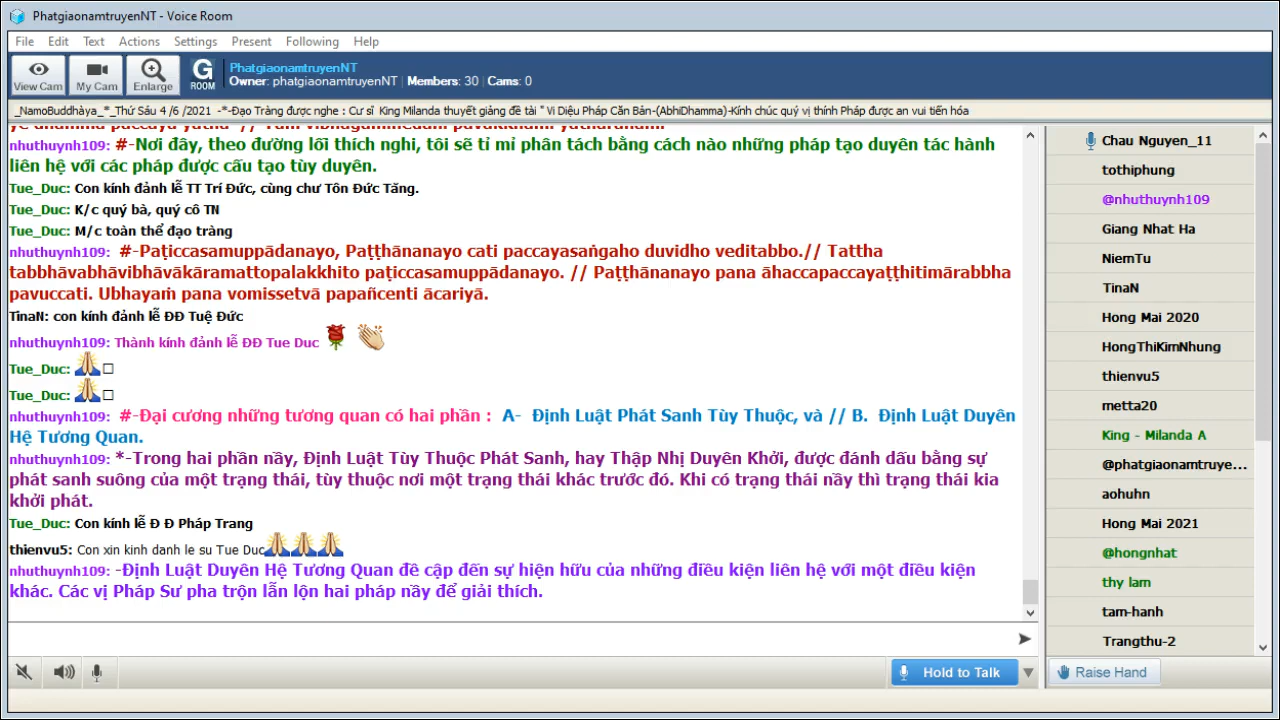 PhatgiaonamtruyenNT - Voice Room
File Edit Text Actions Settings Present Following Help
View Cam My Cam Enlarge G ROOM
PhatgiaonamtruyenNT
Owner: phatgiaonamtruyenNT | Members: 30 | Cams: 0
_NamoBuddhàya_*_Thứ Sáu 4 /6 /2021 -*-Đạo Tràng được nghe : Cư sĩ King Milanda thuyết giảng đề tài " Vi Diệu Pháp Căn Bản-(AbhiDhamma)-Kính chúc quý vị thính Pháp được an vui tiến hóa
nhuthuynh109: #-Nơi đây, theo đường lối thích nghi, tôi sẽ tỉ mỉ phân tách bằng cách nào những pháp tạo duyên tác hành
liên hệ với các pháp được cấu tạo tùy duyên.
Tue_Duc: Con kính đảnh lễ TT Trí Đức, cùng chư Tôn Đức Tăng.
Tue_Duc: K/c quý bà, quý cô TN
Tue_Duc: M/c toàn thể đạo tràng
nhuthuynh109: #-Paṭiccasamuppādanayo, Paṭṭhānanayo cati paccayasaṅgaho duvidho veditabbo.// Tattha
tabbhāvabhāvibhāvākāramattopalakkhito paṭiccasamuppādanayo. // Paṭṭhānanayo pana āhaccapaccayaṭṭhitimārabbha
pavuccati. Ubhayaṁ pana vomissetvā papañcenti ācariyā.
TinaN: con kính đảnh lễ ĐĐ Tuệ Đức
nhuthuynh109: Thành kính đảnh lễ ĐĐ Tue Duc
Tue_Duc:
Tue_Duc:
nhuthuynh109: #-Đại cương những tương quan có hai phần : A- Định Luật Phát Sanh Tùy Thuộc, và // B. Định Luật Duyên
Hệ Tương Quan.
nhuthuynh109: *-Trong hai phần nầy, Định Luật Tùy Thuộc Phát Sanh, hay Thập Nhị Duyên Khởi, được đánh dấu bằng sự
phát sanh suông của một trạng thái, tùy thuộc nơi một trạng thái khác trước đó. Khi có trạng thái nầy thì trạng thái kia
khởi phát.
Tue_Duc: Con kính lễ Đ Đ Pháp Trang
thienvu5: Con xin kinh danh le su Tue Duc
nhuthuynh109: -Định Luật Duyên Hệ Tương Quan đề cập đến sự hiện hữu của những điều kiện liên hệ với một điều kiện
khác. Các vị Pháp Sư pha trộn lẫn lộn hai pháp nầy để giải thích.
Hold to Talk
Chau Nguyen_11
tothiphung
@nhuthuynh109
Giang Nhat Ha
NiemTu
TinaN
Hong Mai 2020
HongThiKimNhung
thienvu5
metta20
King - Milanda A
@phatgiaonamtruye...
aohuhn
Hong Mai 2021
@hongnhat
thy lam
tam-hanh
Trangthu-2
Raise Hand